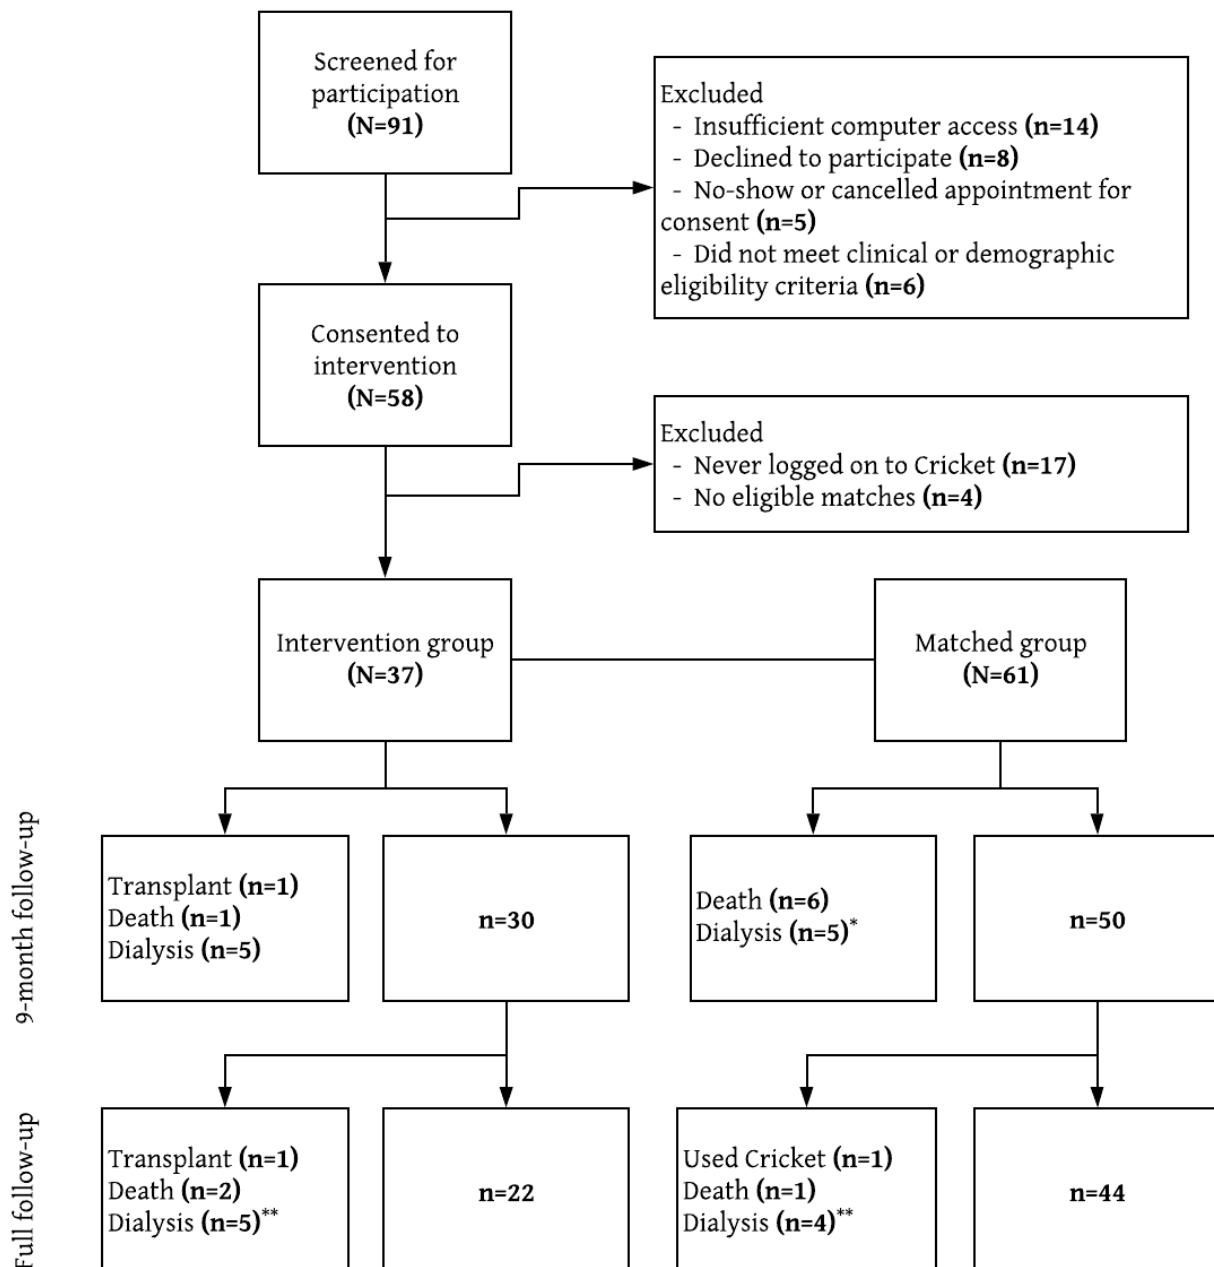 Screened for
participation
(N=91)
Excluded
- Insufficient computer access (n=14)
- Declined to participate (n=8)
- No-show or cancelled appointment for
consent (n=5)
- Did not meet clinical or demographic
eligibility criteria (n=6)
Consented to
intervention
(N=58)
Excluded
- Never logged on to Cricket (n=17)
- No eligible matches (n=4)
Intervention group
(N=37)
Matched group
(N=61)
9-month follow-up
Transplant (n=1)
Death (n=1)
Dialysis (n=5)
n=30
Death (n=6)
Dialysis (n=5)*
n=50
Full follow-up
Transplant (n=1)
Death (n=2)
Dialysis (n=5)**
n=22
Used Cricket (n=1)
Death (n=1)
Dialysis (n=4)**
n=44